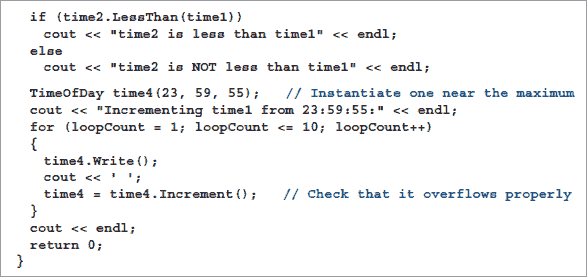 if (time2.LessThan(time1))
cout << "time2 is less than time1" << endl;
else
cout << "time2 is NOT less than time1" << endl;
TimeOfDay time4(23, 59, 55); // Instantiate one near the maximum
cout << "Incrementing time1 from 23:59:55:" << endl;
for (loopCount = 1; loopCount <= 10; loopCount++)
{
time4.Write();
cout << ' ';
time4 = time4.Increment(); // Check that it overflows properly
}
cout << endl;
return 0;
}